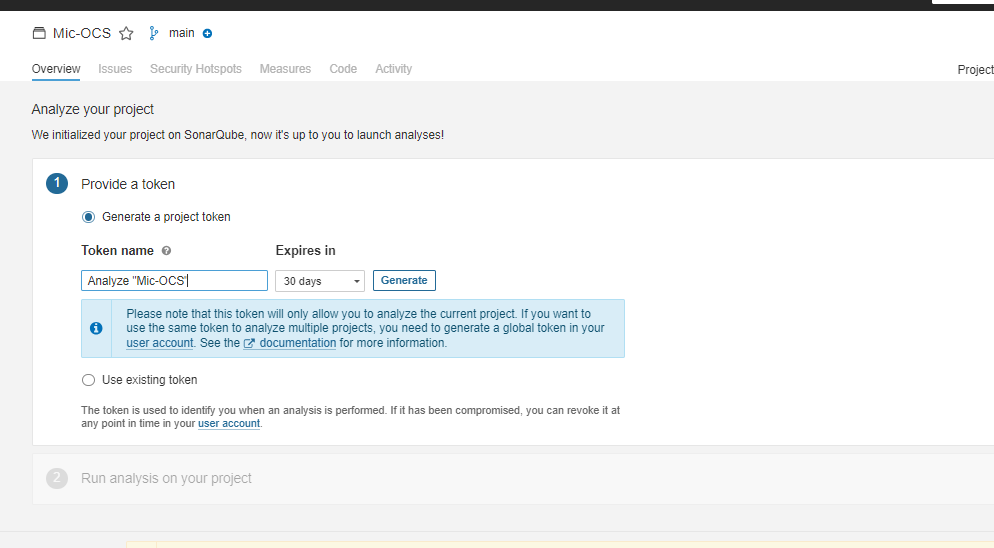 Mic-OCS main
Overview Issues Security Hotspots Measures Code Activity Project
Analyze your project
We initialized your project on SonarQube, now it's up to you to launch analyses!
1 Provide a token
Generate a project token
Token name ? Expires in
Analyze "Mic-OCS" 30 days Generate
Please note that this token will only allow you to analyze the current project. If you want to
use the same token to analyze multiple projects, you need to generate a global token in your
user account. See the documentation for more information.
Use existing token
The token is used to identify you when an analysis is performed. If it has been compromised, you can revoke it at
any point in time in your user account.
2 Run analysis on your project